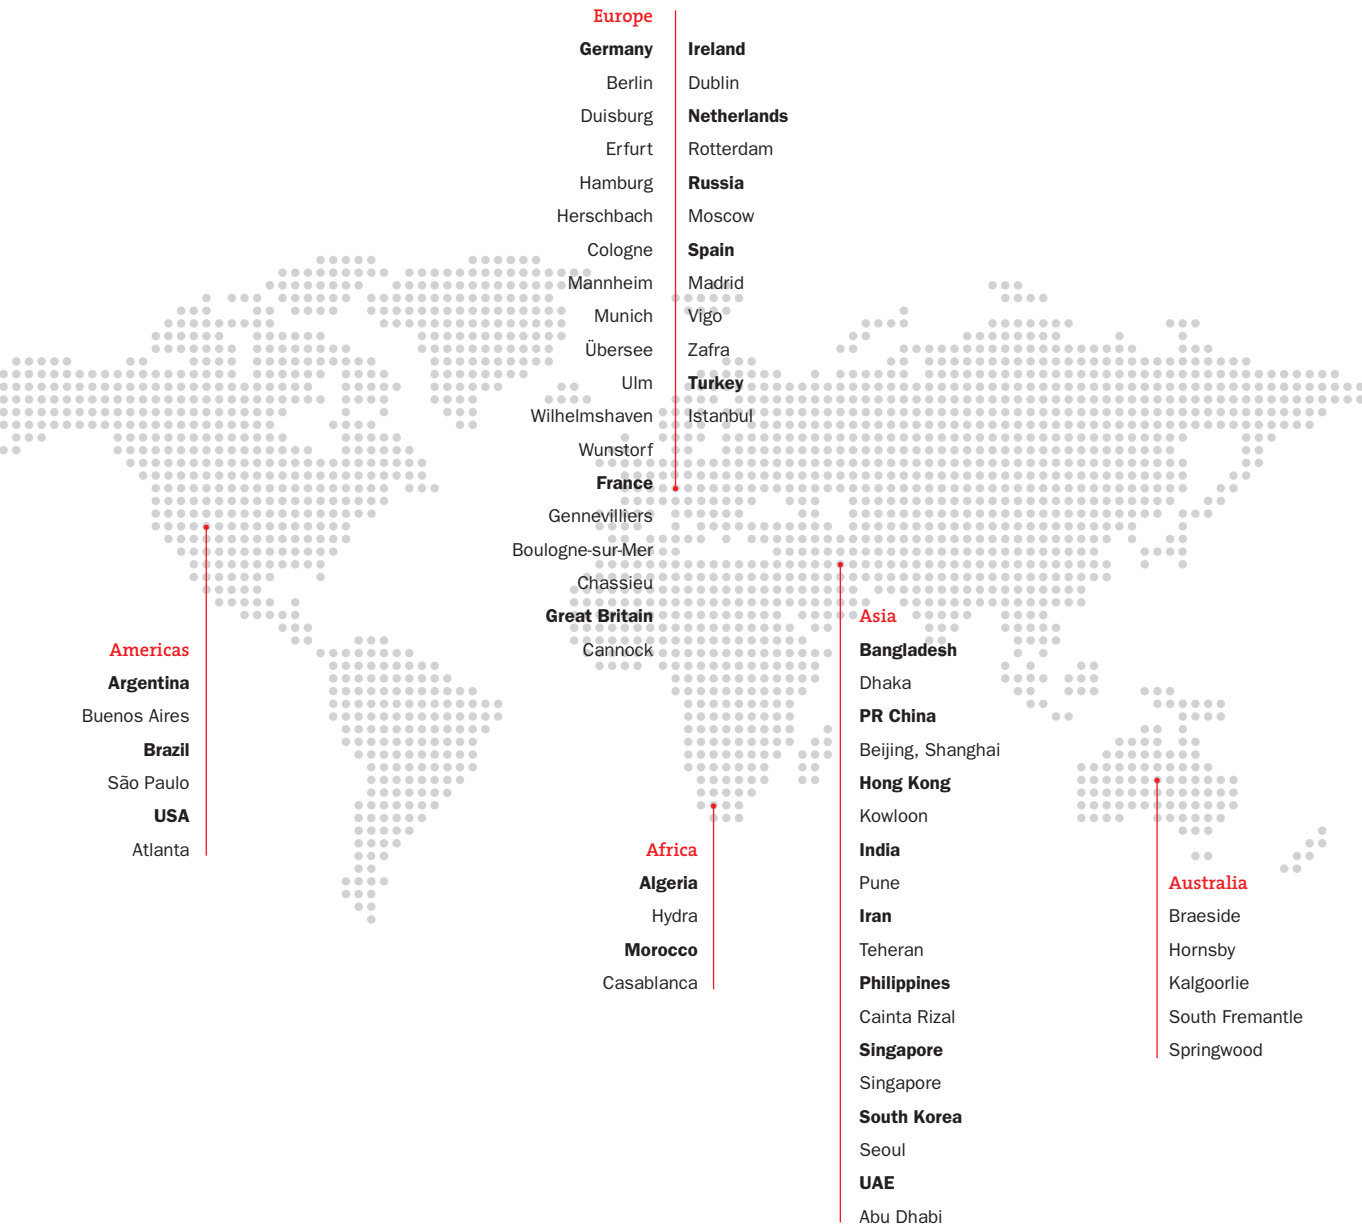 Europe
Germany
Berlin
Duisburg
Erfurt
Hamburg
Herschbach
Cologne
Mannheim
Munich
Übersee
Ulm
Wilhelmshaven
Wunstorf
France
Gennevilliers
Boulogne-sur-Mer
Chassieu
Great Britain
Cannock
Ireland
Dublin
Netherlands
Rotterdam
Russia
Moscow
Spain
Madrid
Vigo
Zafra
Turkey
Istanbul
Americas
Argentina
Buenos Aires
Brazil
São Paulo
USA
Atlanta
Africa
Algeria
Hydra
Morocco
Casablanca
Asia
Bangladesh
Dhaka
PR China
Beijing, Shanghai
Hong Kong
Kowloon
India
Pune
Iran
Teheran
Philippines
Cainta Rizal
Singapore
Singapore
South Korea
Seoul
UAE
Abu Dhabi
Australia
Braeside
Hornsby
Kalgoorlie
South Fremantle
Springwood